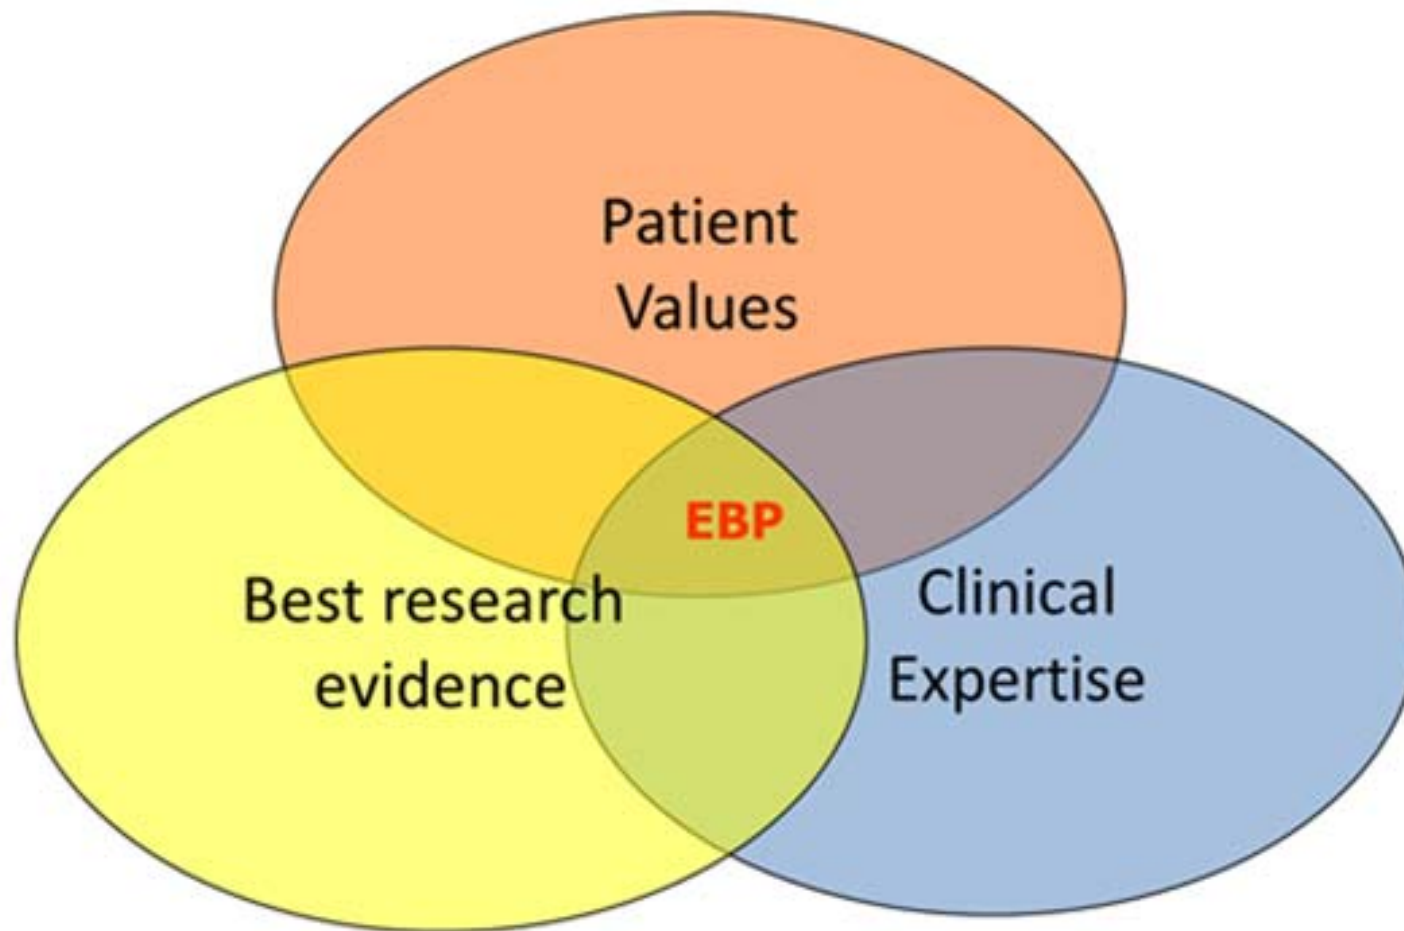 Patient
Values
EBP
Best research
evidence
Clinical
Expertise